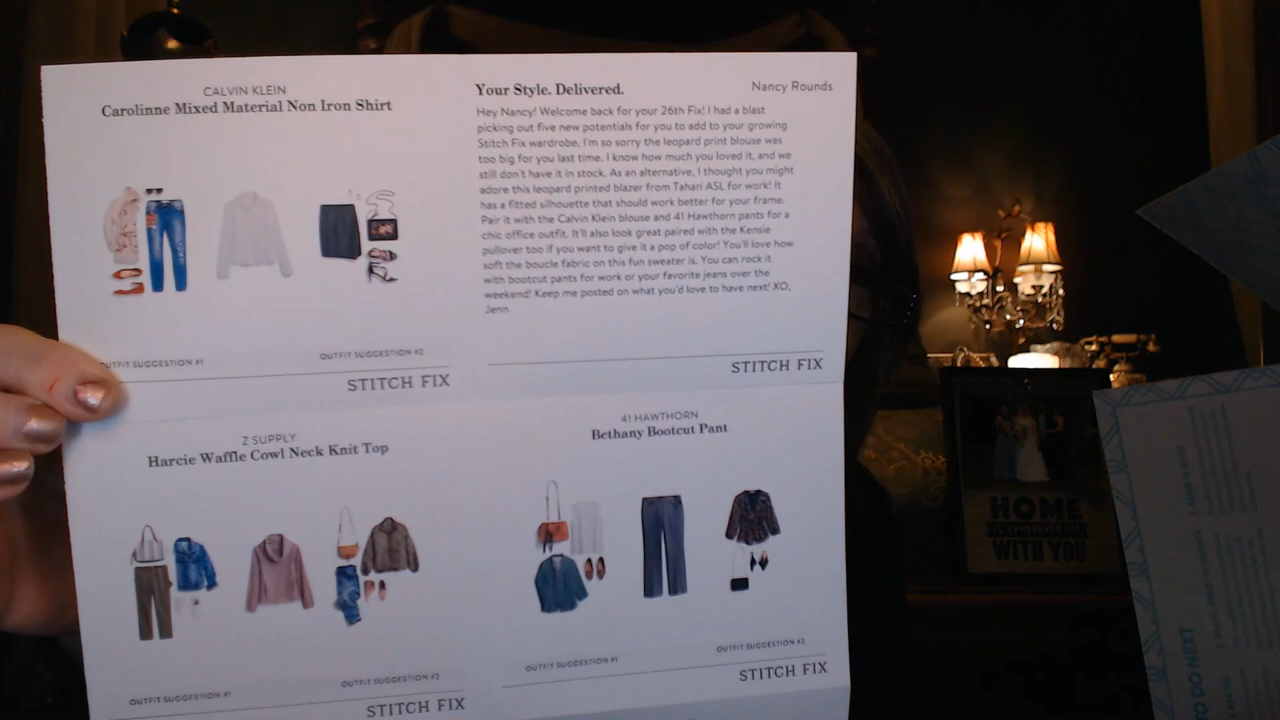 CALVIN KLEIN
Carolinne Mixed Material Non Iron Shirt
OUTFIT SUGGESTION #1
OUTFIT SUGGESTION #2
STITCH FIX
Your Style. Delivered.
Nancy Rounds
Hey Nancy! Welcome back for your 26th Fix! I had a blast
picking out five new potentials for you to add to your growing
Stitch Fix wardrobe. I'm so sorry the leopard print blouse was
too big for you last time. I know how much you loved it, and we
still don't have it in stock. As an alternative, I thought you might
adore this leopard printed blazer from Tahari ASL for work! It
has a fitted silhouette that should work better for your frame.
Pair it with the Calvin Klein blouse and 41 Hawthorn pants for a
chic office outfit. It'll also look great paired with the Kensie
pullover too if you want to give it a pop of color! You'll love how
soft the boucle fabric on this fun sweater is. You can rock it
with bootcut pants for work or your favorite jeans over the
weekend! Keep me posted on what you'd love to have next! XO,
Jenn
STITCH FIX
Z SUPPLY
Harcie Waffle Cowl Neck Knit Top
OUTFIT SUGGESTION #1
OUTFIT SUGGESTION #2
STITCH FIX
41 HAWTHORN
Bethany Bootcut Pant
OUTFIT SUGGESTION #1
OUTFIT SUGGESTION #2
STITCH FIX
HOME
WITH YOU
TO DO NEXT